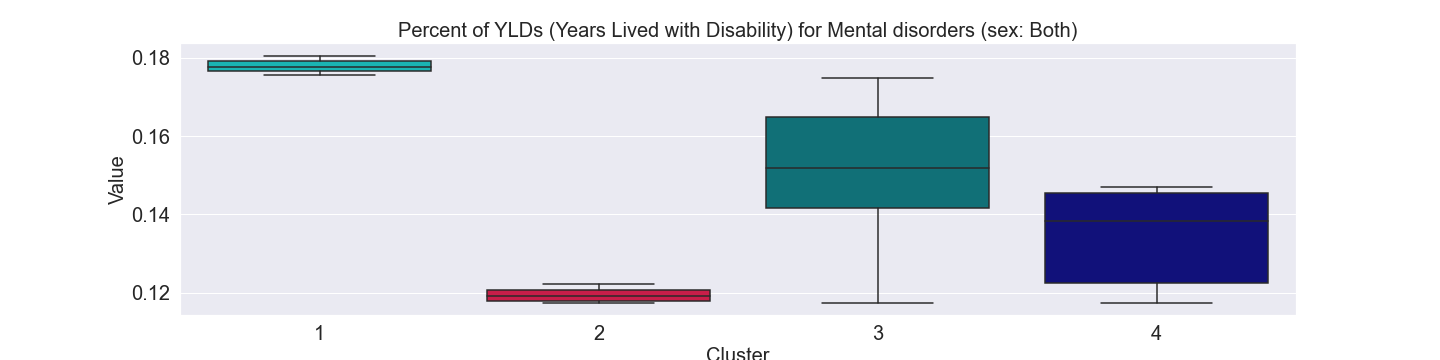 Percent of YLDs (Years Lived with Disability) for Mental disorders (sex: Both)
0.18
0.16
0.14
0.12
Value
1 2 3 4
Cluster